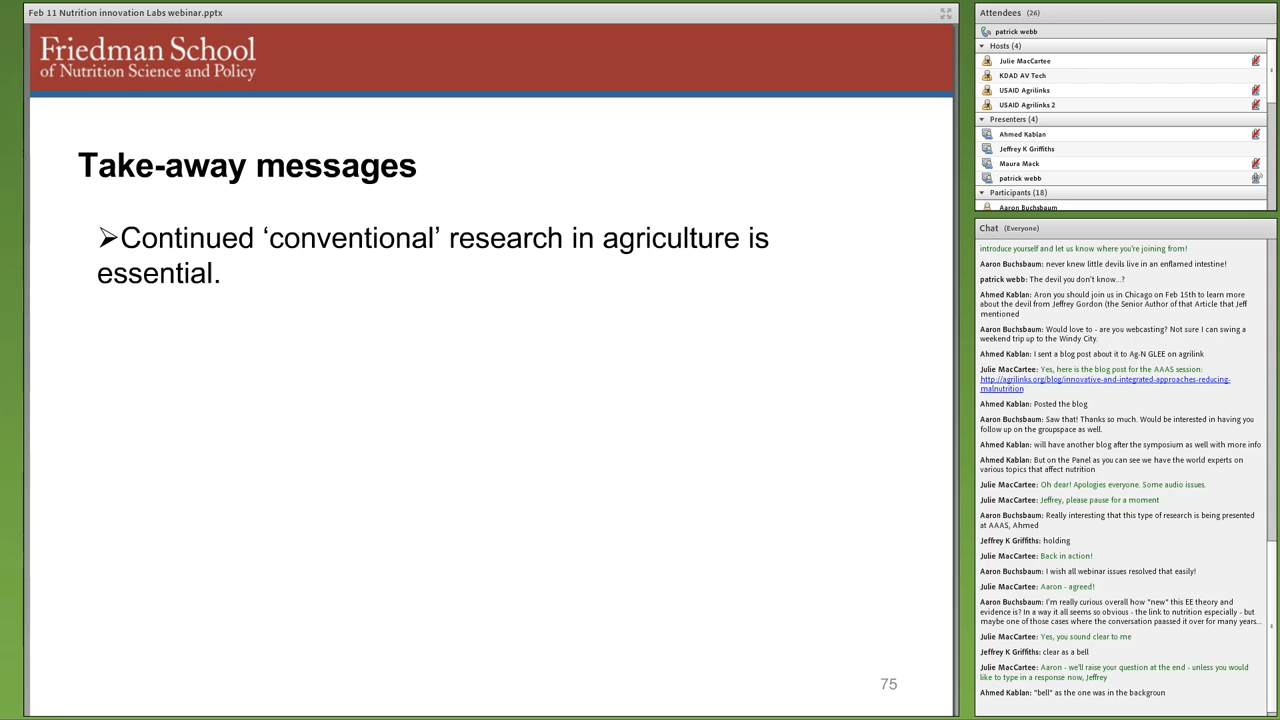 Feb 11 Nutrition innovation Labs webinar.pptx
Friedman School
of Nutrition Science and Policy
Take-away messages
➢Continued ‘conventional’ research in agriculture is
essential.
75
Attendees (26)
patrick webb
Hosts (4)
Julie MacCartee
KDAD AV Tech
USAID Agrilinks
USAID Agrilinks 2
Presenters (4)
Ahmed Kablan
Jeffrey K Griffiths
Maura Mack
patrick webb
Participants (18)
Aaron Buchsbaum
Chat (Everyone)
introduce yourself and let us know where you're joining from!
Aaron Buchsbaum: never knew little devils live in an enflamed intestine!
patrick webb: The devil you don't know...?
Ahmed Kablan: Aron you should join us in Chicago on Feb 15th to learn more
about the devil from Jeffrey Gordon (the Senior Author of that Article that Jeff
mentioned
Aaron Buchsbaum: Would love to - are you webcasting? Not sure I can swing a
weekend trip up to the Windy City.
Ahmed Kablan: I sent a blog post about it to Ag-N GLEE on agrilink
Julie MacCartee: Yes, here is the blog post for the AAAS session:
http://agrilinks.org/blog/innovative-and-integrated-approaches-reducing-
malnutrition
Ahmed Kablan: Posted the blog
Aaron Buchsbaum: Saw that! Thanks so much. Would be interested in having you
follow up on the groupspace as well.
Ahmed Kablan: will have another blog after the symposium as well with more info
Ahmed Kablan: But on the Panel as you can see we have the world experts on
various topics that affect nutrition
Julie MacCartee: Oh dear! Apologies everyone. Some audio issues.
Julie MacCartee: Jeffrey, please pause for a moment
Aaron Buchsbaum: Really interesting that this type of research is being presented
at AAAS, Ahmed
Jeffrey K Griffiths: holding
Julie MacCartee: Back in action!
Aaron Buchsbaum: I wish all webinar issues resolved that easily!
Julie MacCartee: Aaron - agreed!
Aaron Buchsbaum: I'm really curious overall how "new" this EE theory and
evidence is? In a way it all seems so obvious - the link to nutrition especially - but
maybe one of those cases where the conversation passed it over for many years...
Julie MacCartee: Yes, you sound clear to me
Jeffrey K Griffiths: clear as a bell
Julie MacCartee: Aaron - we'll raise your question at the end - unless you would
like to type in a response now, Jeffrey
Ahmed Kablan: "bell" as the one was in the backgroun